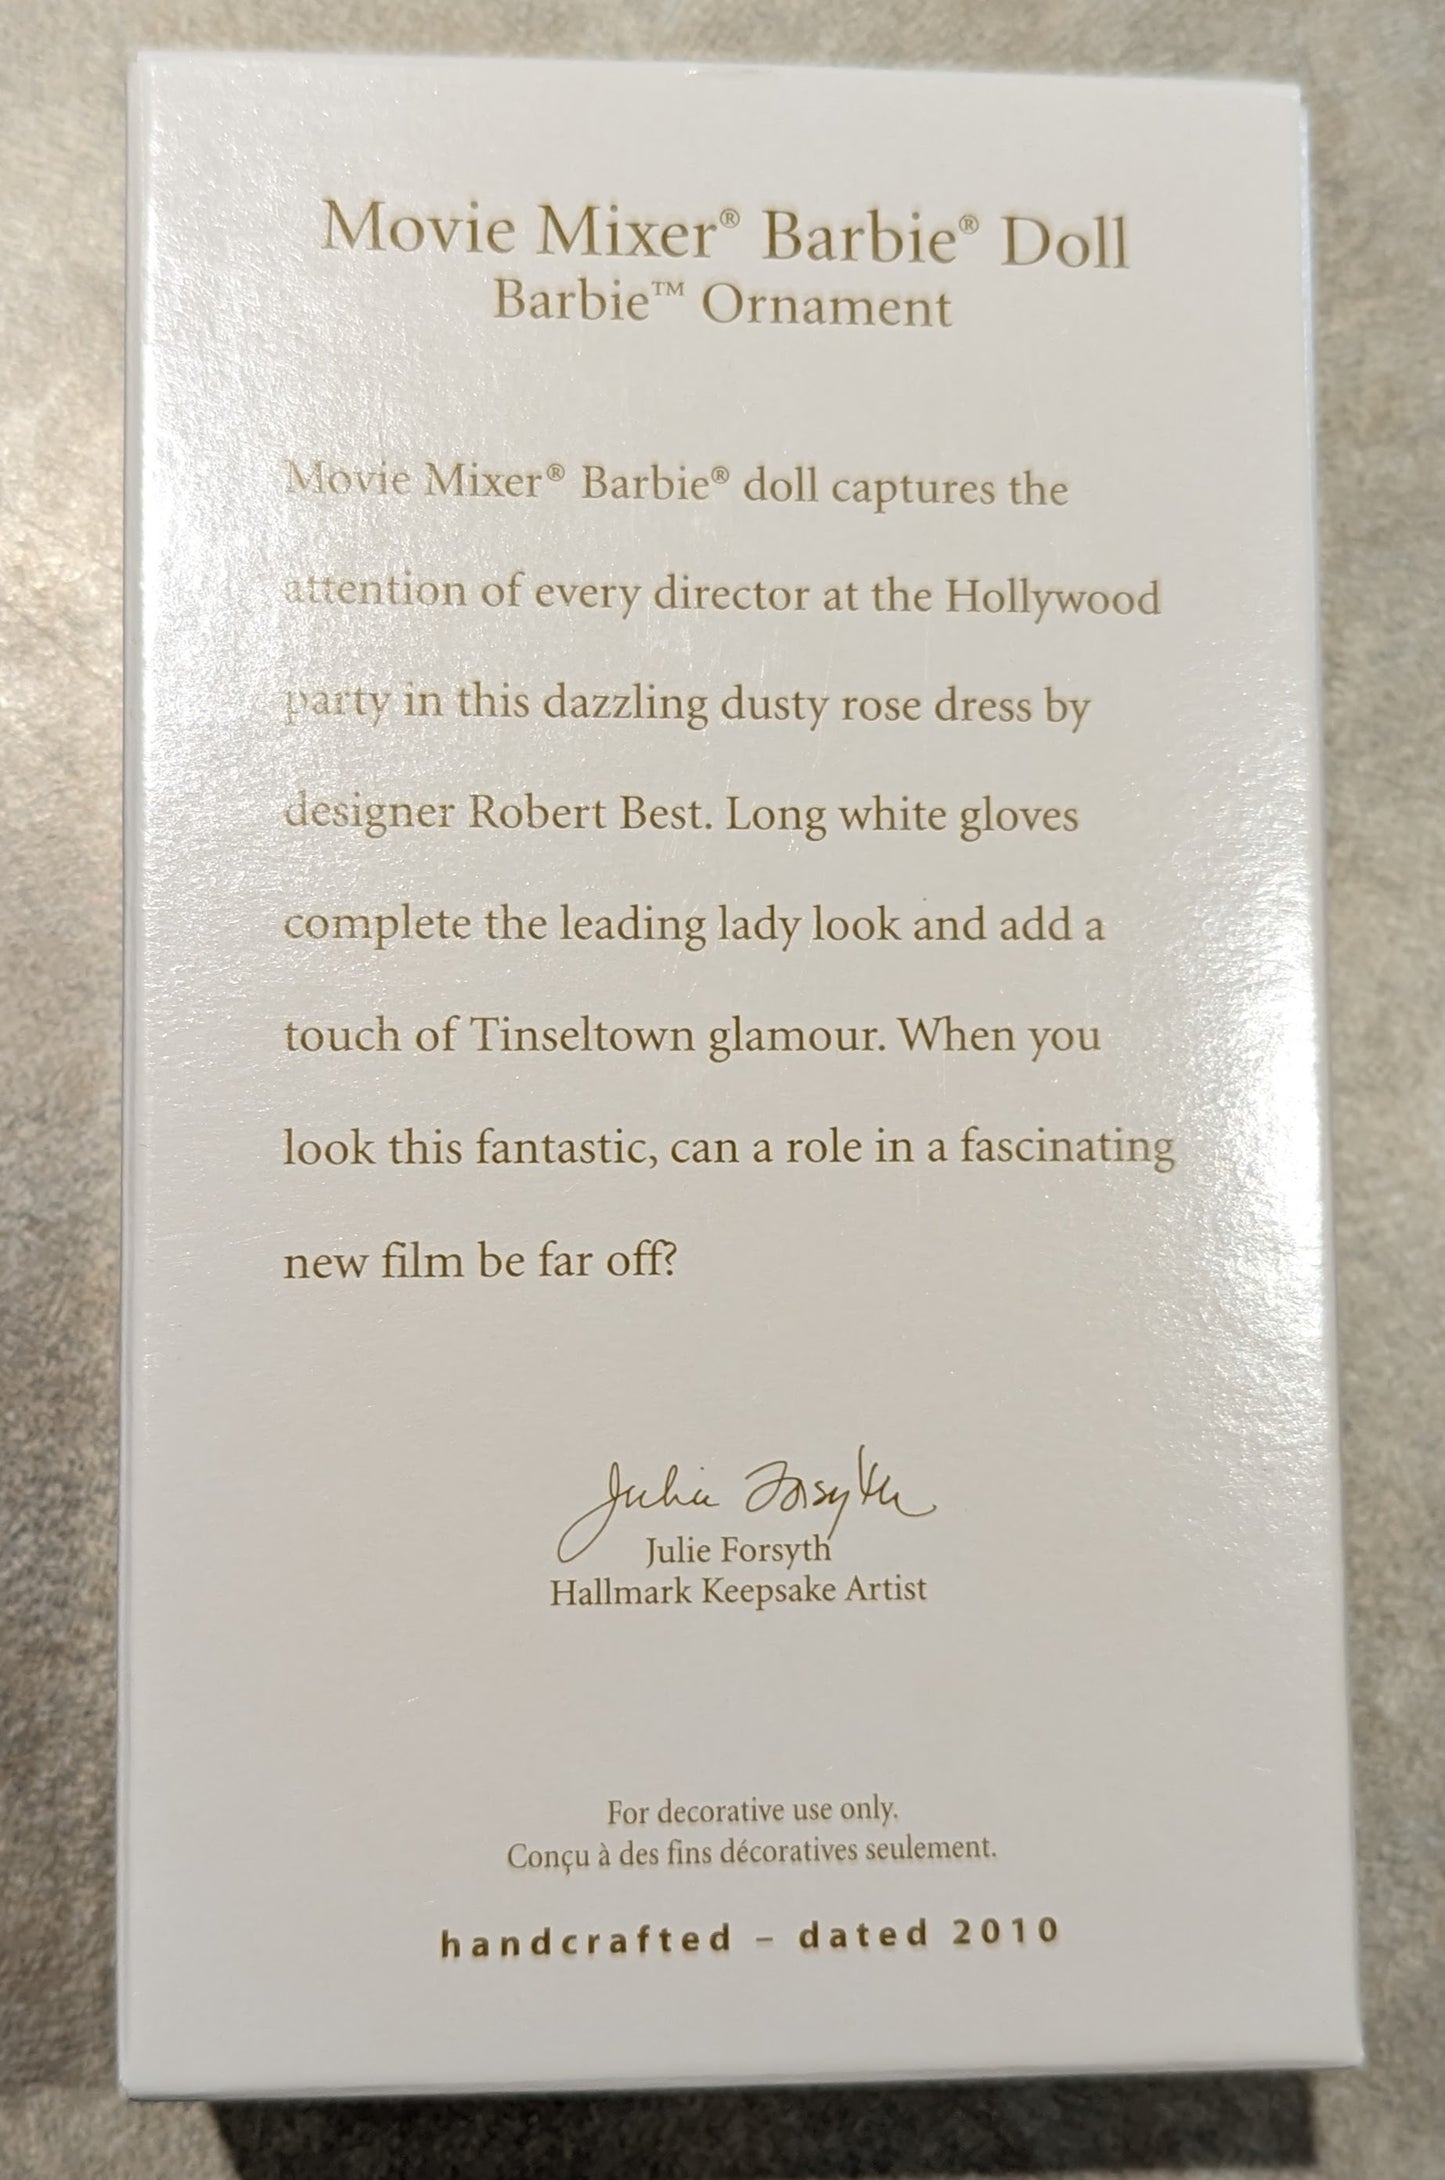 Movie Mixer® Barbie® Doll
Barbie™ Ornament
Movie Mixer® Barbie® doll captures the
attention of every director at the Hollywood
party in this dazzling dusty rose dress by
designer Robert Best. Long white gloves
complete the leading lady look and add a
touch of Tinseltown glamour. When you
look this fantastic, can a role in a fascinating
new film be far off?
Julie Forsyth
Julie Forsyth
Hallmark Keepsake Artist
For decorative use only.
Conçu à des fins décoratives seulement.
handcrafted – dated 2010